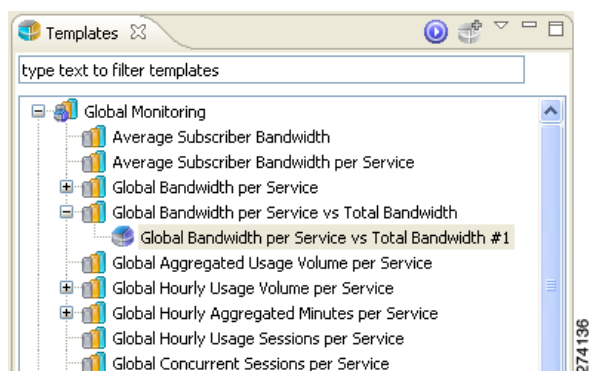 Templates
type text to filter templates
Global Monitoring
Average Subscriber Bandwidth
Average Subscriber Bandwidth per Service
Global Bandwidth per Service
Global Bandwidth per Service vs Total Bandwidth
Global Bandwidth per Service vs Total Bandwidth #1
Global Aggregated Usage Volume per Service
Global Hourly Usage Volume per Service
Global Hourly Aggregated Minutes per Service
Global Hourly Usage Sessions per Service
Global Concurrent Sessions per Service
274136